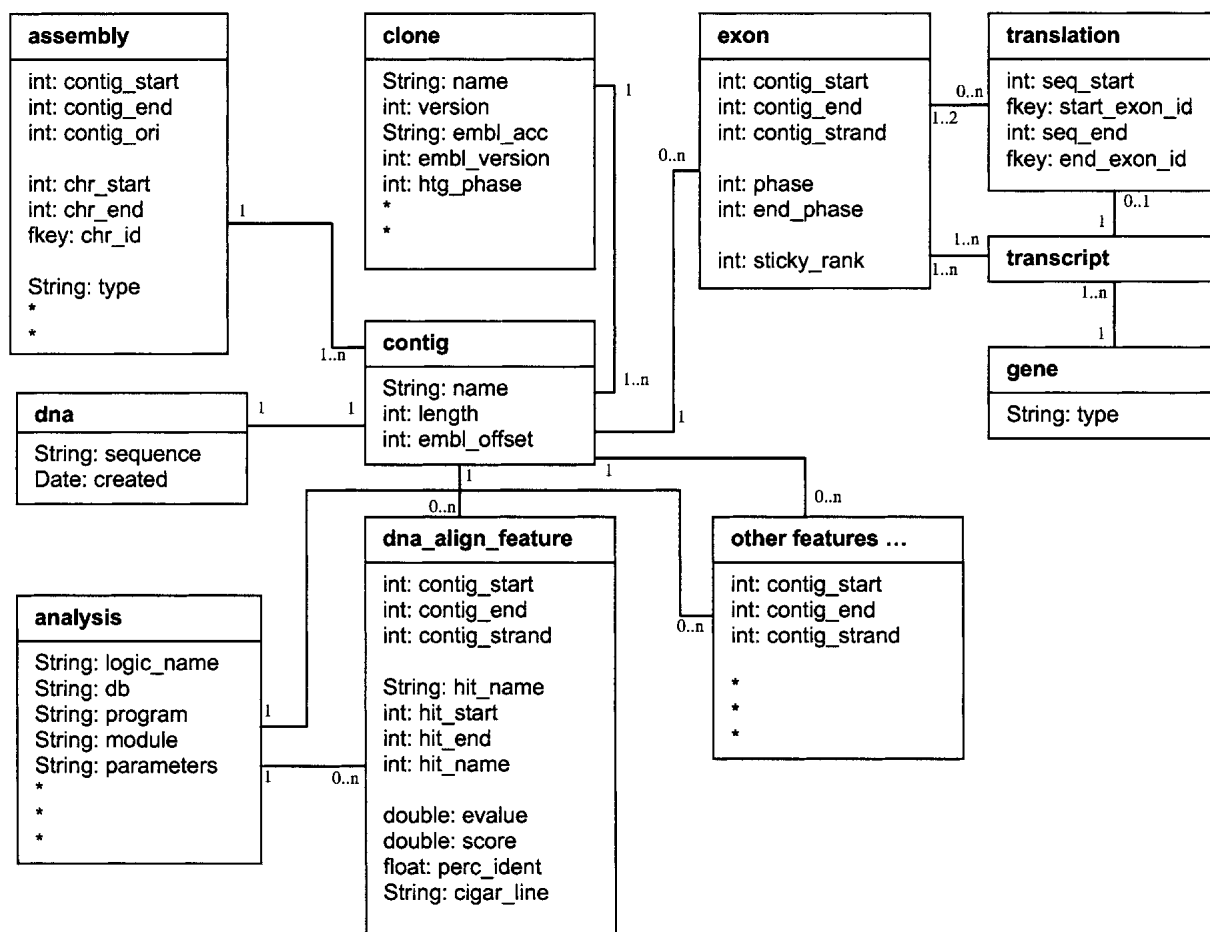 assembly
int: contig_start
int: contig_end
int: contig_ori
int: chr_start
int: chr_end
fkey: chr_id
String: type
*
*
clone
String: name
int: version
String: embl_acc
int: embl_version
int: htg_phase
*
*
exon
int: contig_start
int: contig_end
int: contig_strand
int: phase
int: end_phase
int: sticky_rank
translation
int: seq_start
fkey: start_exon_id
int: seq_end
fkey: end_exon_id
1
0..n
1..2
0..n
1
0..1
1
1..n
1..n
transcript
1..n
1
1..n
1..n
1
contig
String: name
int: length
int: embl_offset
gene
String: type
dna
String: sequence
Date: created
1
1
1
1
0..n
0..n
dna_align_feature
int: contig_start
int: contig_end
int: contig_strand
String: hit_name
int: hit_start
int: hit_end
int: hit_name
double: evalue
double: score
float: perc_ident
String: cigar_line
other features ...
int: contig_start
int: contig_end
int: contig_strand
*
*
*
0..n
analysis
String: logic_name
String: db
String: program
String: module
String: parameters
*
*
*
1
1
0..n